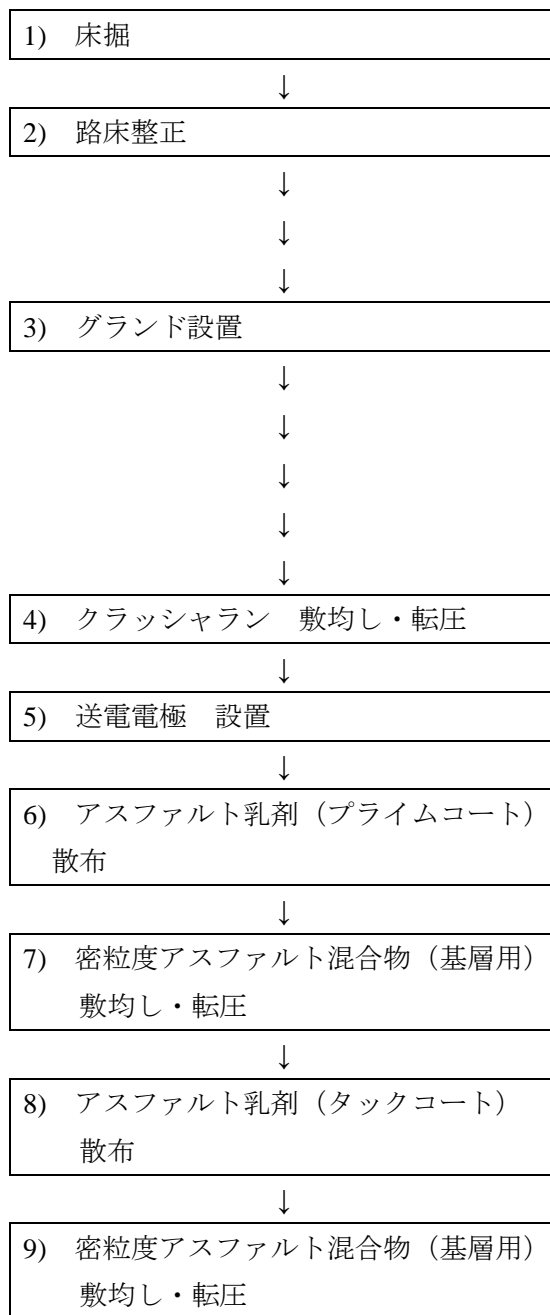 1) 床掘
↓
2) 路床整正
↓
↓
↓
3) グランド設置
↓
↓
↓
↓
↓
4) クラッシャラン　敷均し・転圧
↓
5) 送電電極　設置
↓
6) アスファルト乳剤（プライムコート）
散布
↓
7) 密粒度アスファルト混合物（基層用）
敷均し・転圧
↓
8) アスファルト乳剤（タックコート）
散布
↓
9) 密粒度アスファルト混合物（基層用）
敷均し・転圧